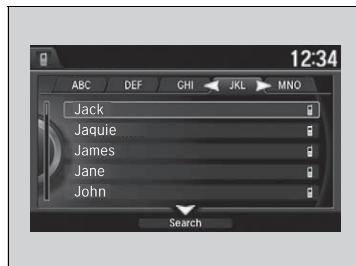 12:34
ABC DEF GHI JKL MNO
Jack
Jaquie
James
Jane
John
Search